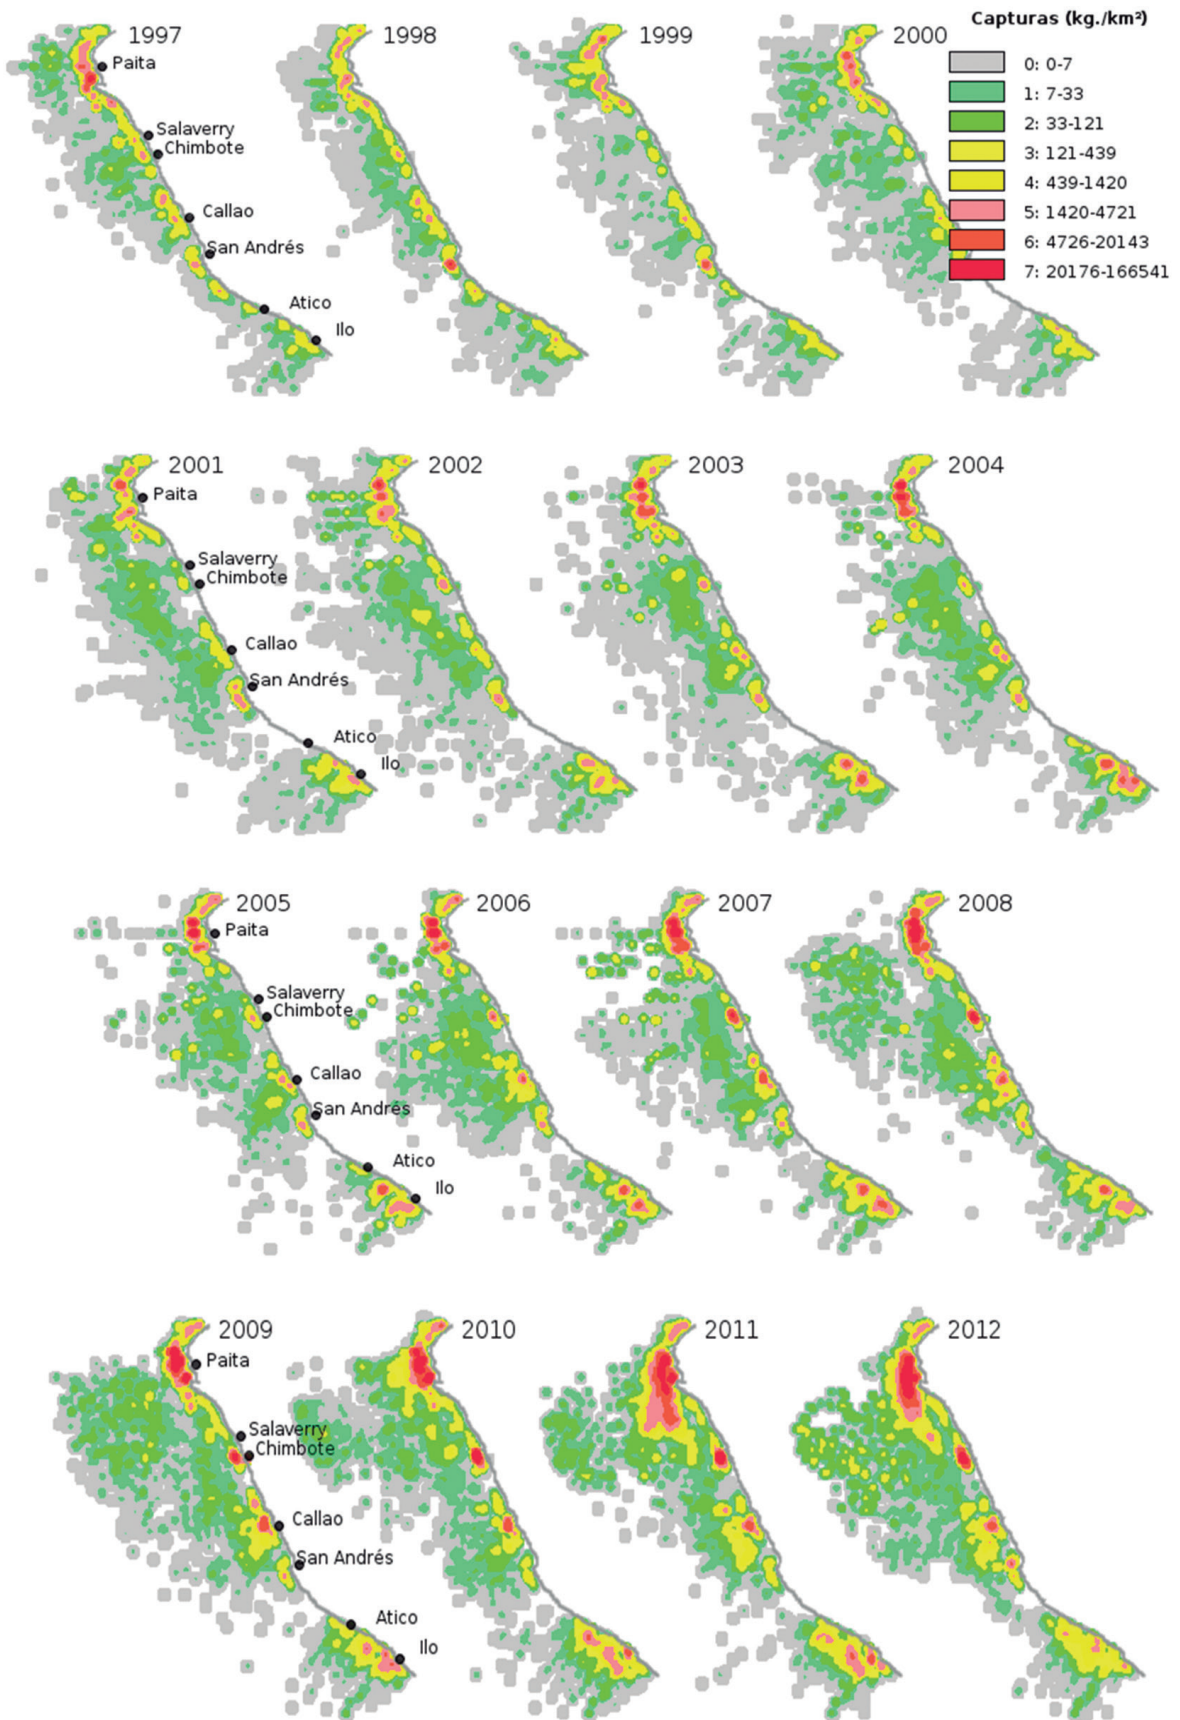 Capturas (kg./km²)
0: 0-7
1: 7-33
2: 33-121
3: 121-439
4: 439-1420
5: 1420-4721
6: 4726-20143
7: 20176-166541
1997
1998
1999
2000
Paita
Salaverry
Chimbote
Callao
San Andrés
Atico
Ilo
2001
2002
2003
2004
Paita
Salaverry
Chimbote
Callao
San Andrés
Atico
Ilo
2005
2006
2007
2008
Paita
Salaverry
Chimbote
Callao
San Andrés
Atico
Ilo
2009
2010
2011
2012
Paita
Salaverry
Chimbote
Callao
San Andrés
Atico
Ilo